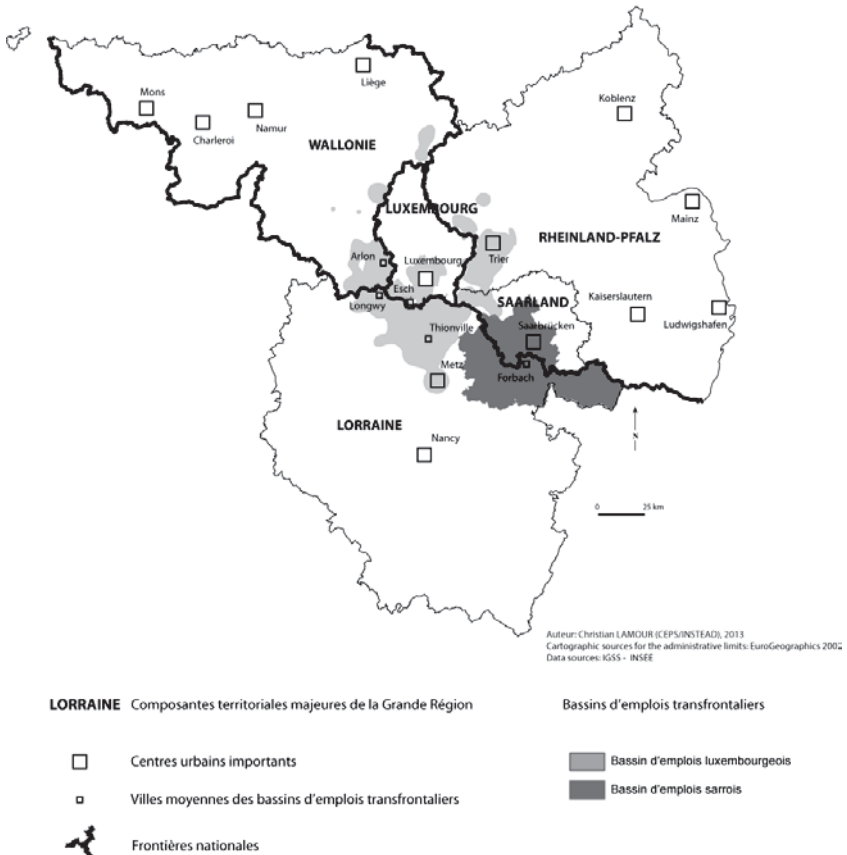 Liège
Mons
Koblenz
Charleroi
Namur
WALLONIE
Mainz
LUXEMBOURG
RHEINLAND-PFALZ
Arlon
Luxembourg
Trier
Esch
SAARLAND
Kaiserslautern
Longwy
Ludwigshafen
Thionville
Saarbrücken
Metz
Forbach
LORRAINE
Nancy
N
0 25 km
Auteur: Christian LAMOUR (CEPS/INSTEAD), 2013
Cartographic sources for the administrative limits: EuroGeographics 2007
Data sources: IGSS - INSEE
LORRAINE Composantes territoriales majeures de la Grande Région
Bassins d'emplois transfrontaliers
Centres urbains importants
Bassin d'emplois luxembourgeois
Villes moyennes des bassins d'emplois transfrontaliers
Bassin d'emplois sarrois
Frontières nationales